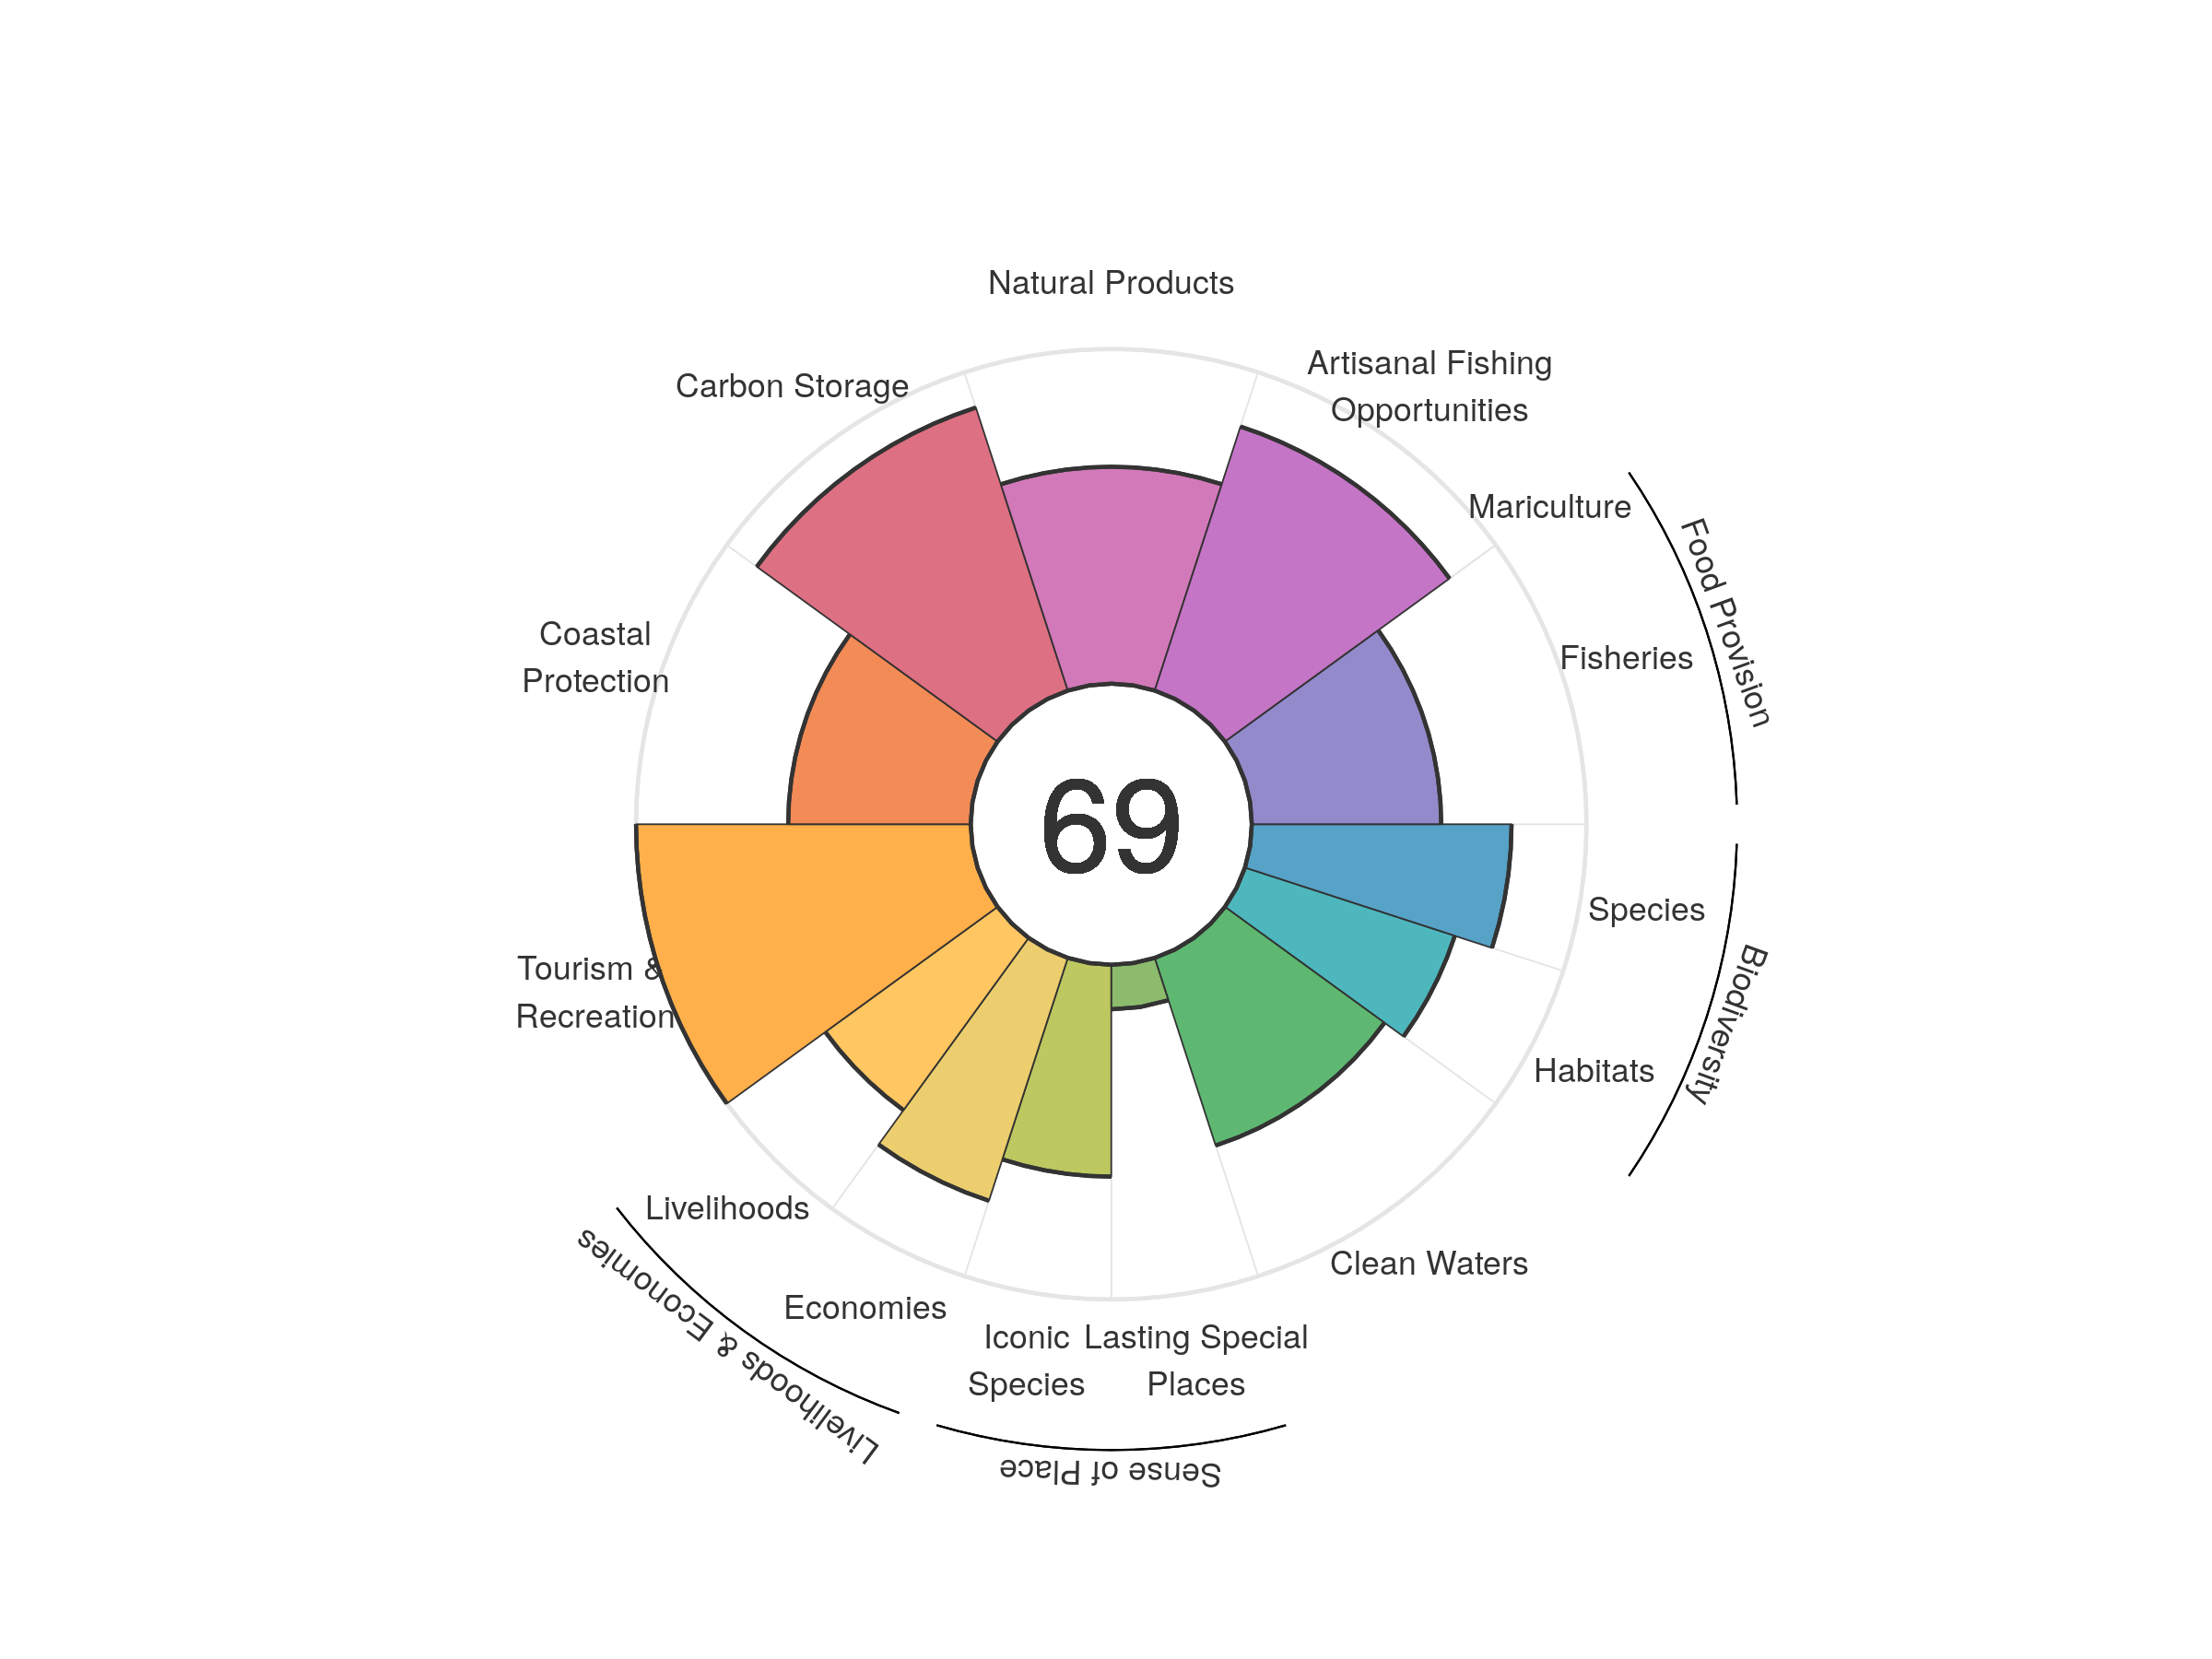 Natural Products
Artisanal Fishing
Opportunities
Carbon Storage
Mariculture
Food Provision
Coastal
Protection
Fisheries
69
Species
Biodiversity
Tourism &
Recreation
Habitats
Livelihoods
Clean Waters
Economies
Livelihoods & Economies
Iconic
Species
Lasting Special
Places
Sense of Place